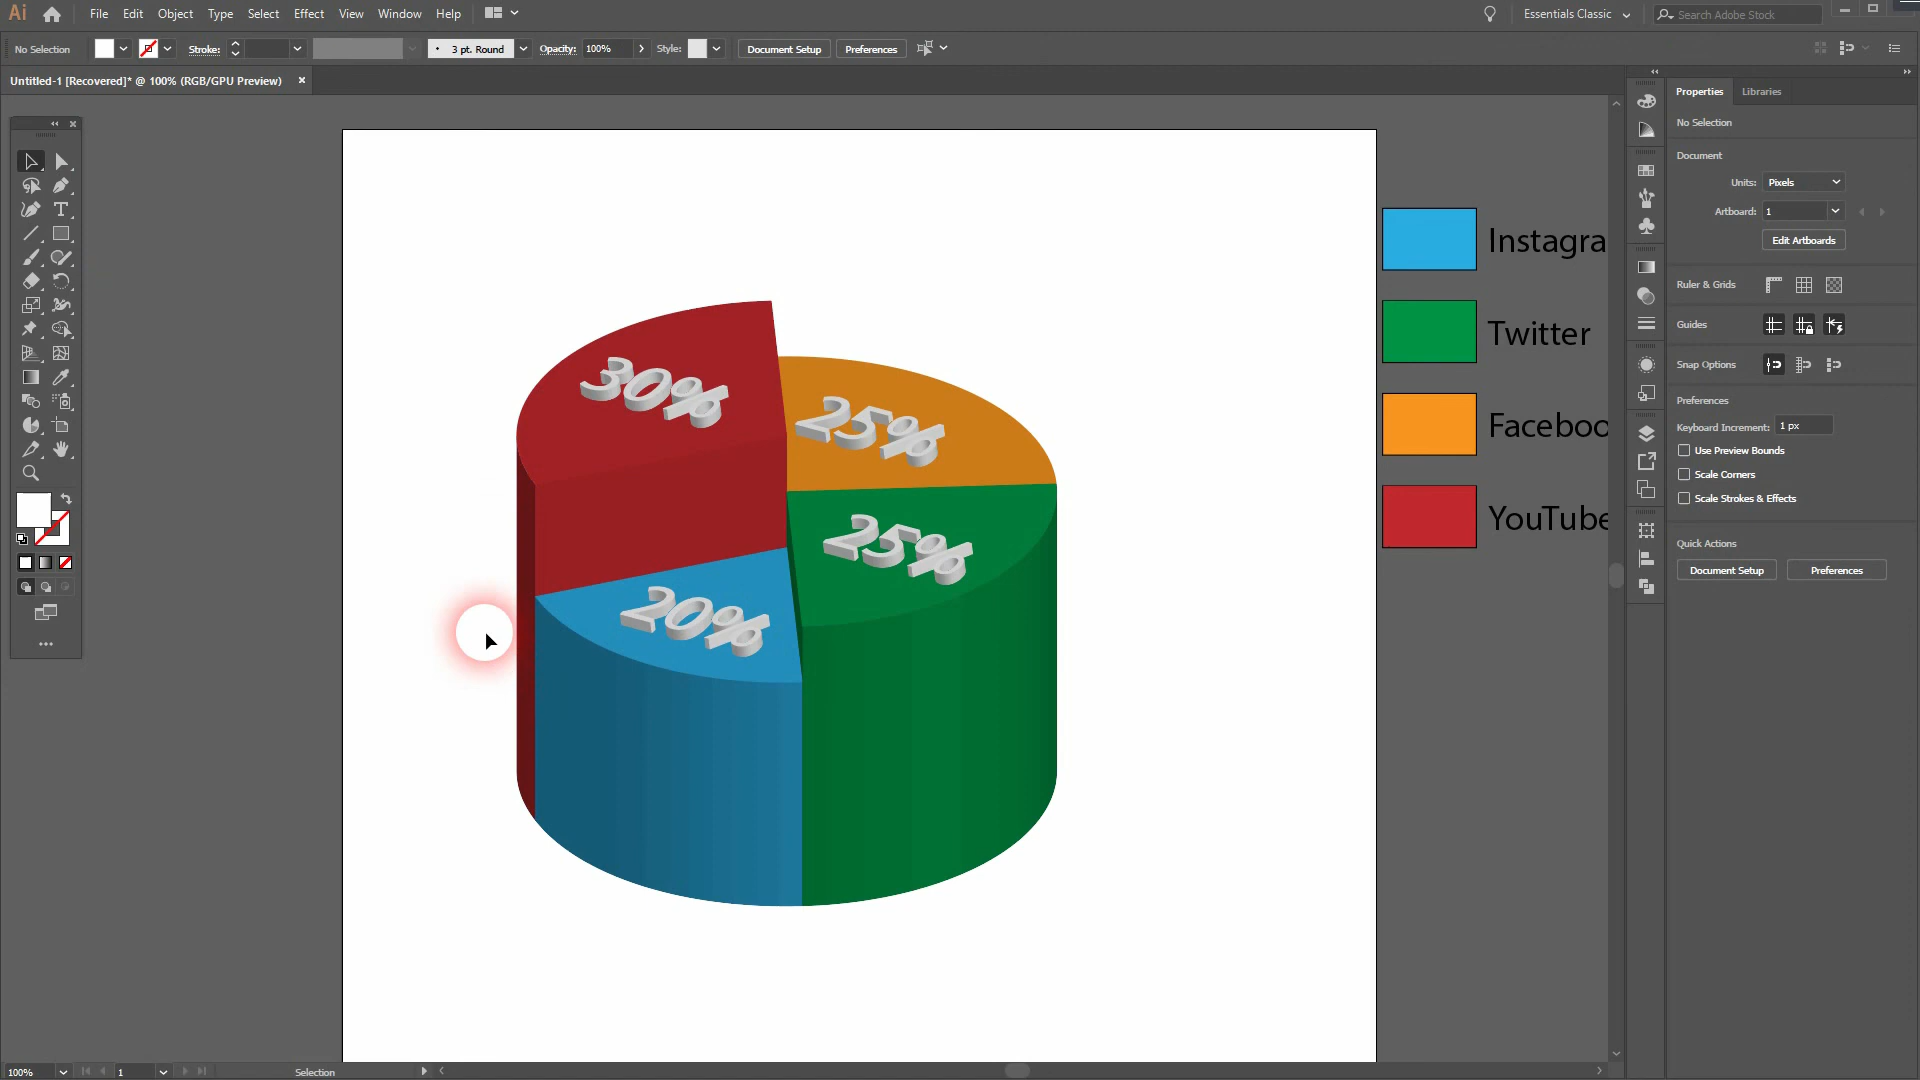 Ai File Edit Object Type Select Effect View Window Help Essentials Classic Search Adobe Stock
No Selection Stroke: 3 pt. Round Opacity: 100% Style: Document Setup Preferences
Untitled-1 [Recovered]* @ 100% (RGB/GPU Preview)
Properties Libraries
No Selection
Document
Units: Pixels
Artboard: 1
Edit Artboards
Ruler & Grids
Guides
Snap Options
Preferences
Keyboard Increment: 1 px
Use Preview Bounds
Scale Corners
Scale Strokes & Effects
Quick Actions
Document Setup Preferences
Instagra
Twitter
Faceboo
YouTube
30%
25%
25%
20%
100% 1 Selection